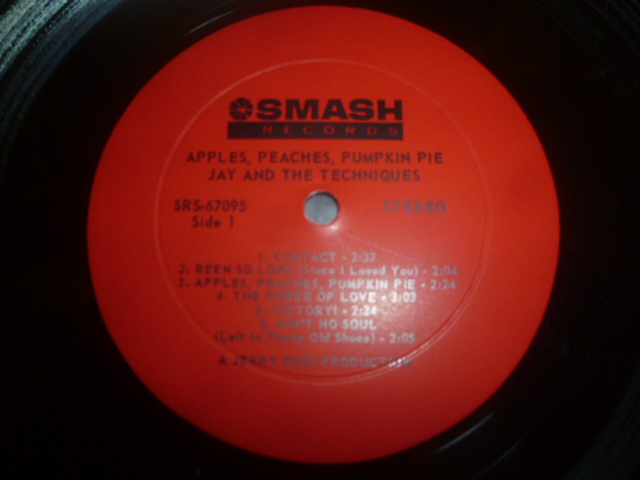 SMASH
RECORDS
APPLES, PEACHES, PUMPKIN PIE
JAY AND THE TECHNIQUES
SRS-67095 STEREO
Side 1
1. CONTACT - 2:37
2. BEEN SO LONG (Since I Loved You) - 2:04
3. APPLES, PEACHES, PUMPKIN PIE - 2:24
4. THE POWER OF LOVE - 3:03
5. VICTORY! - 2:24
6. AIN'T NO SOUL
(Left In These Old Shoes) - 2:05
A JERRY ROSS PRODUCTION